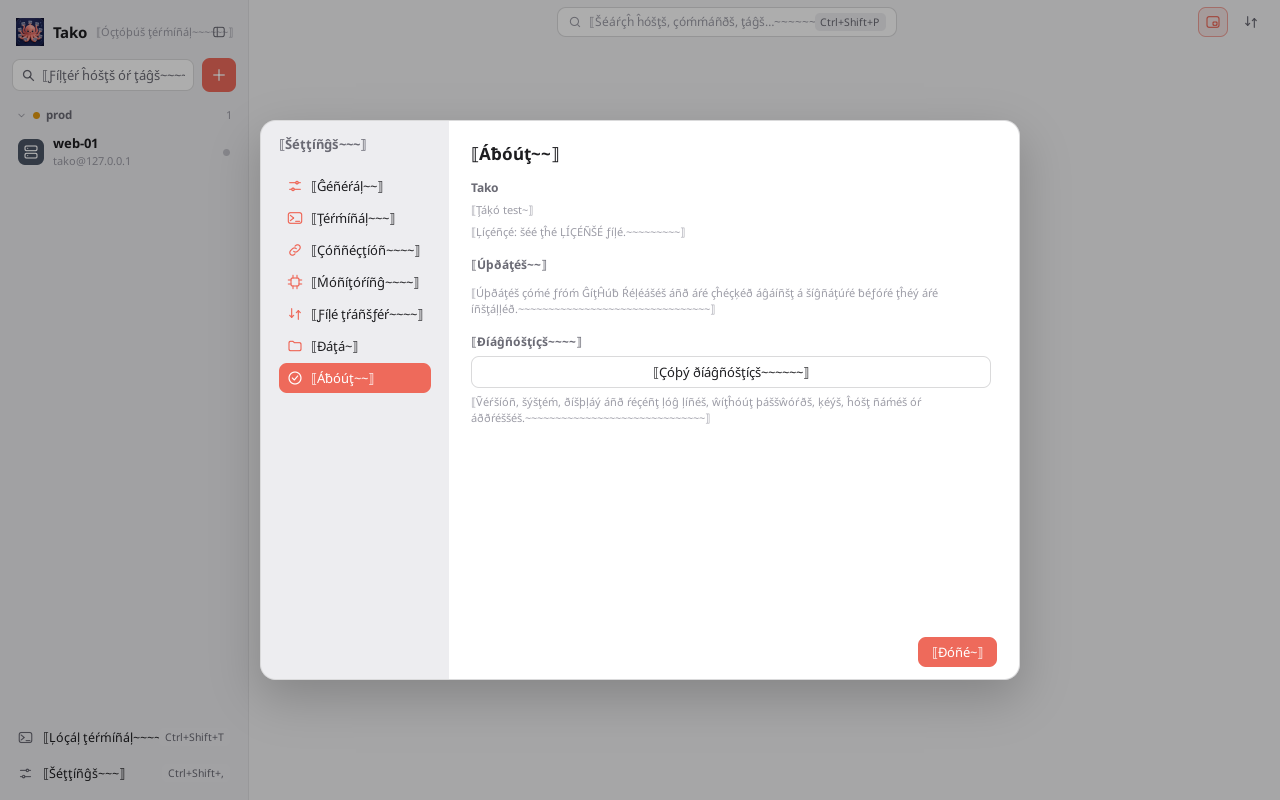 Tako
⟦Óçţóþúš ţéŕḿíñáļ~~~~⟧
⟦Šéáŕçĥ ĥóšţš, çóḿḿáñðš, ţáĝš…~~~~~~
Ctrl+Shift+P
⟦Ƒíļţéŕ ĥóšţš óŕ ţáĝš~~~~
prod
1
web-01
tako@127.0.0.1
⟦Šéţţíñĝš~~~⟧
⟦Ĝéñéŕáļ~~⟧
⟦Ţéŕḿíñáļ~~~⟧
⟦Çóññéçţíóñ~~~~⟧
⟦Ḿóñíţóŕíñĝ~~~~⟧
⟦Ƒíļé ţŕáñšƒéŕ~~~~⟧
⟦Ðáţá~⟧
⟦Áƀóúţ~~⟧
⟦Áƀóúţ~~⟧
Tako
⟦Ţáķó test~⟧
⟦Ļíçéñçé: šéé ţĥé ĻÍÇÉÑŠÉ ƒíļé.~~~~~~~~~⟧
⟦Úþðáţéš~~⟧
⟦Úþðáţéš çóḿé ƒŕóḿ ĜíţĤúƀ Ŕéļéášéš áñð áŕé çĥéçķéð áĝáíñšţ á šíĝñáţúŕé ƀéƒóŕé ţĥéý áŕé
íñšţáļļéð.~~~~~~~~~~~~~~~~~~~~~~~~~~~~~~~~⟧
⟦Ðíáĝñóšţíçš~~~~⟧
⟦Çóþý ðíáĝñóšţíçš~~~~~~⟧
⟦Ṽéŕšíóñ, šýšţéḿ, ðíšþļáý áñð ŕéçéñţ ļóĝ ļíñéš, ŵíţĥóúţ þáššŵóŕðš, ķéýš, ĥóšţ ñáḿéš óŕ
áððŕéššéš.~~~~~~~~~~~~~~~~~~~~~~~~~~~~~~⟧
⟦Ðóñé~⟧
⟦Ļóçáļ ţéŕḿíñáļ~~~~
Ctrl+Shift+T
⟦Šéţţíñĝš~~~⟧
Ctrl+Shift+,